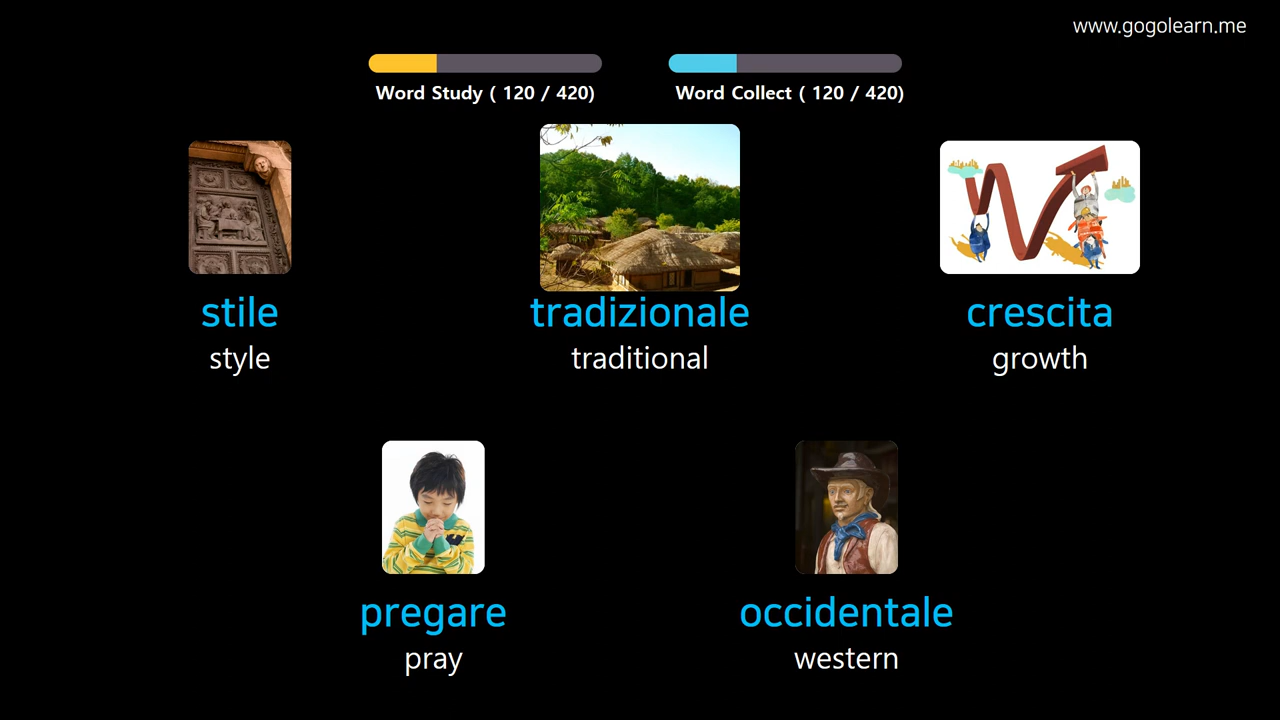 www.gogolearn.me
Word Study ( 120 / 420)
Word Collect ( 120 / 420)
stile
style
tradizionale
traditional
crescita
growth
pregare
pray
occidentale
western